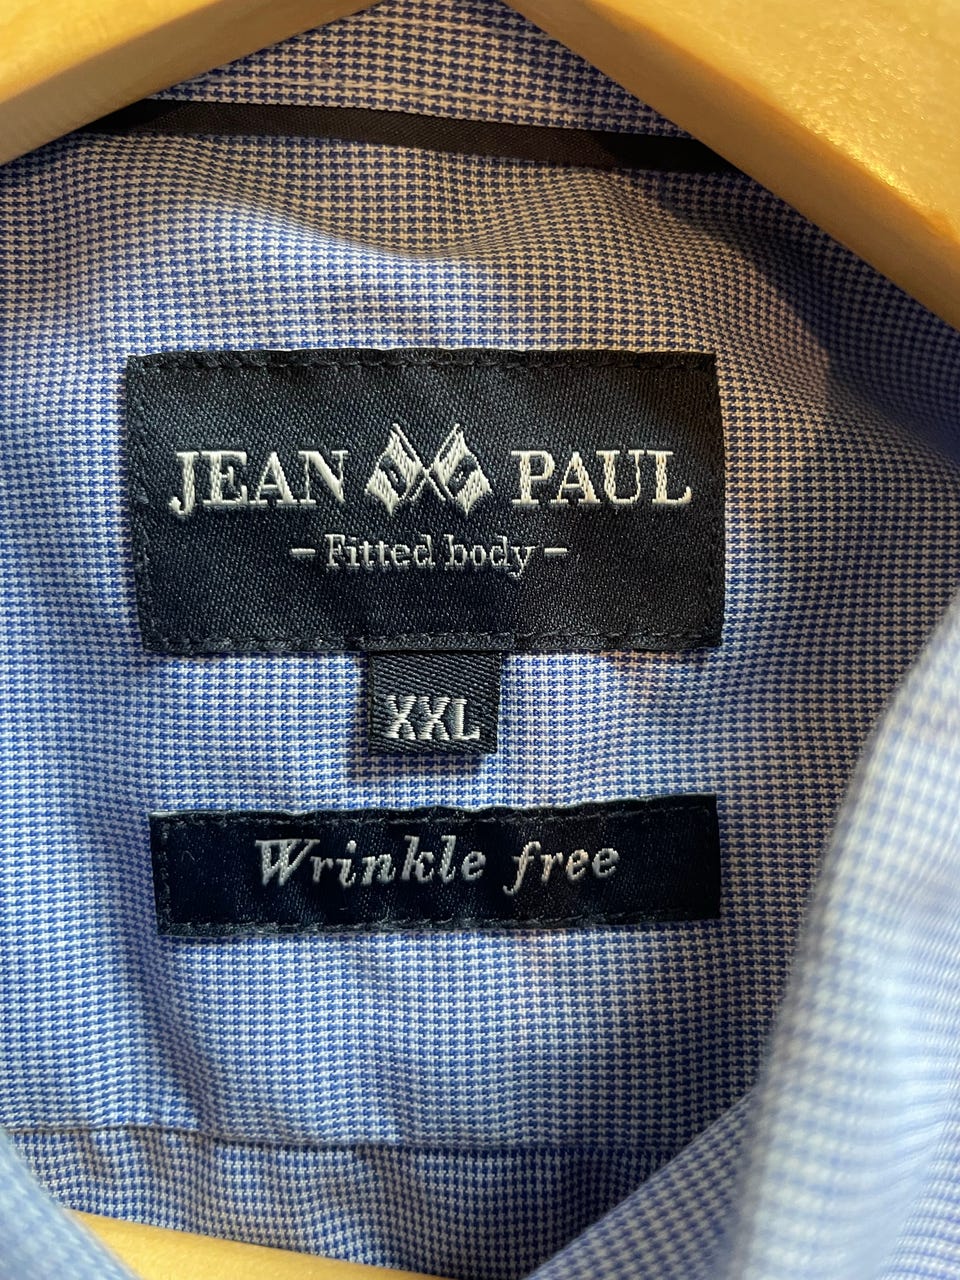 JEAN PAUL
- Fitted body -
XXL
Wrinkle free